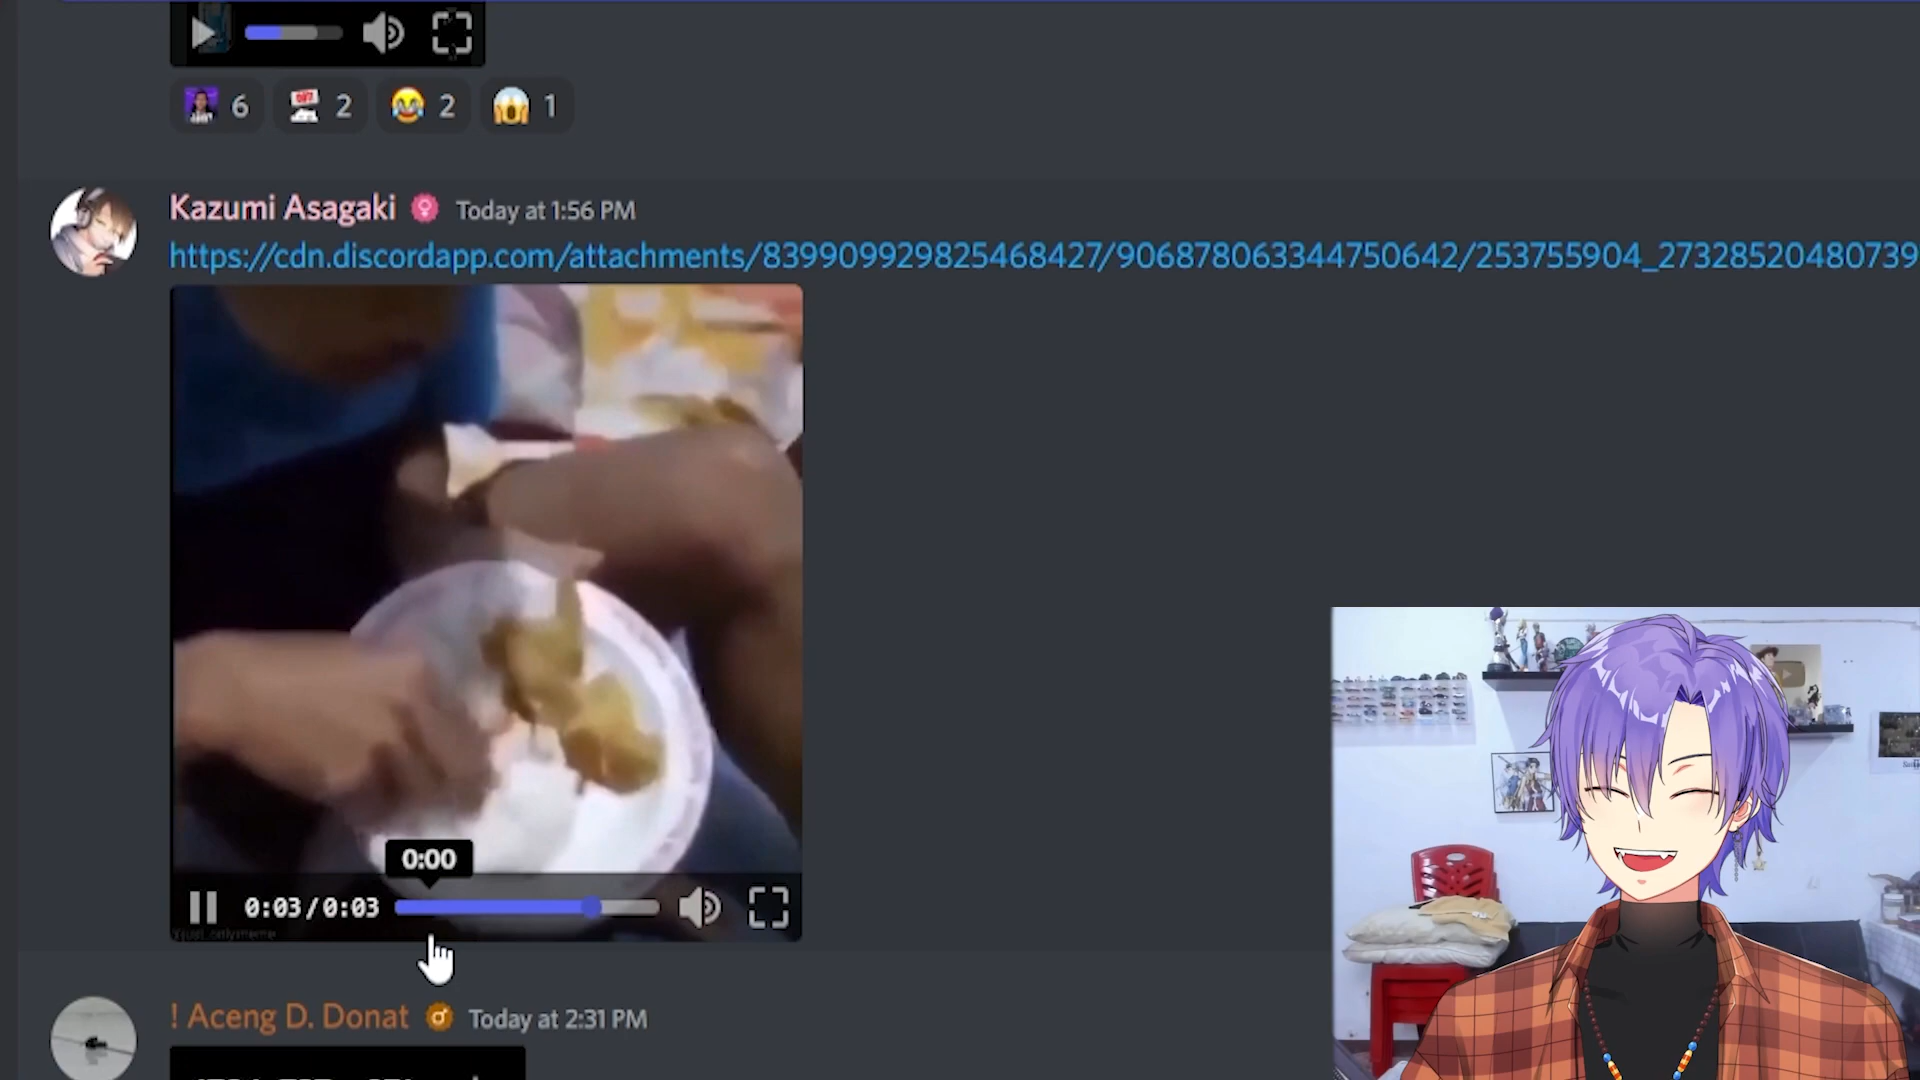 6 2 2 1
Kazumi Asagaki Today at 1:56 PM
https://cdn.discordapp.com/attachments/839909929825468427/906878063344750642/253755904_27328520480739
0:00
0:03/0:03
! Aceng D. Donat Today at 2:31 PM